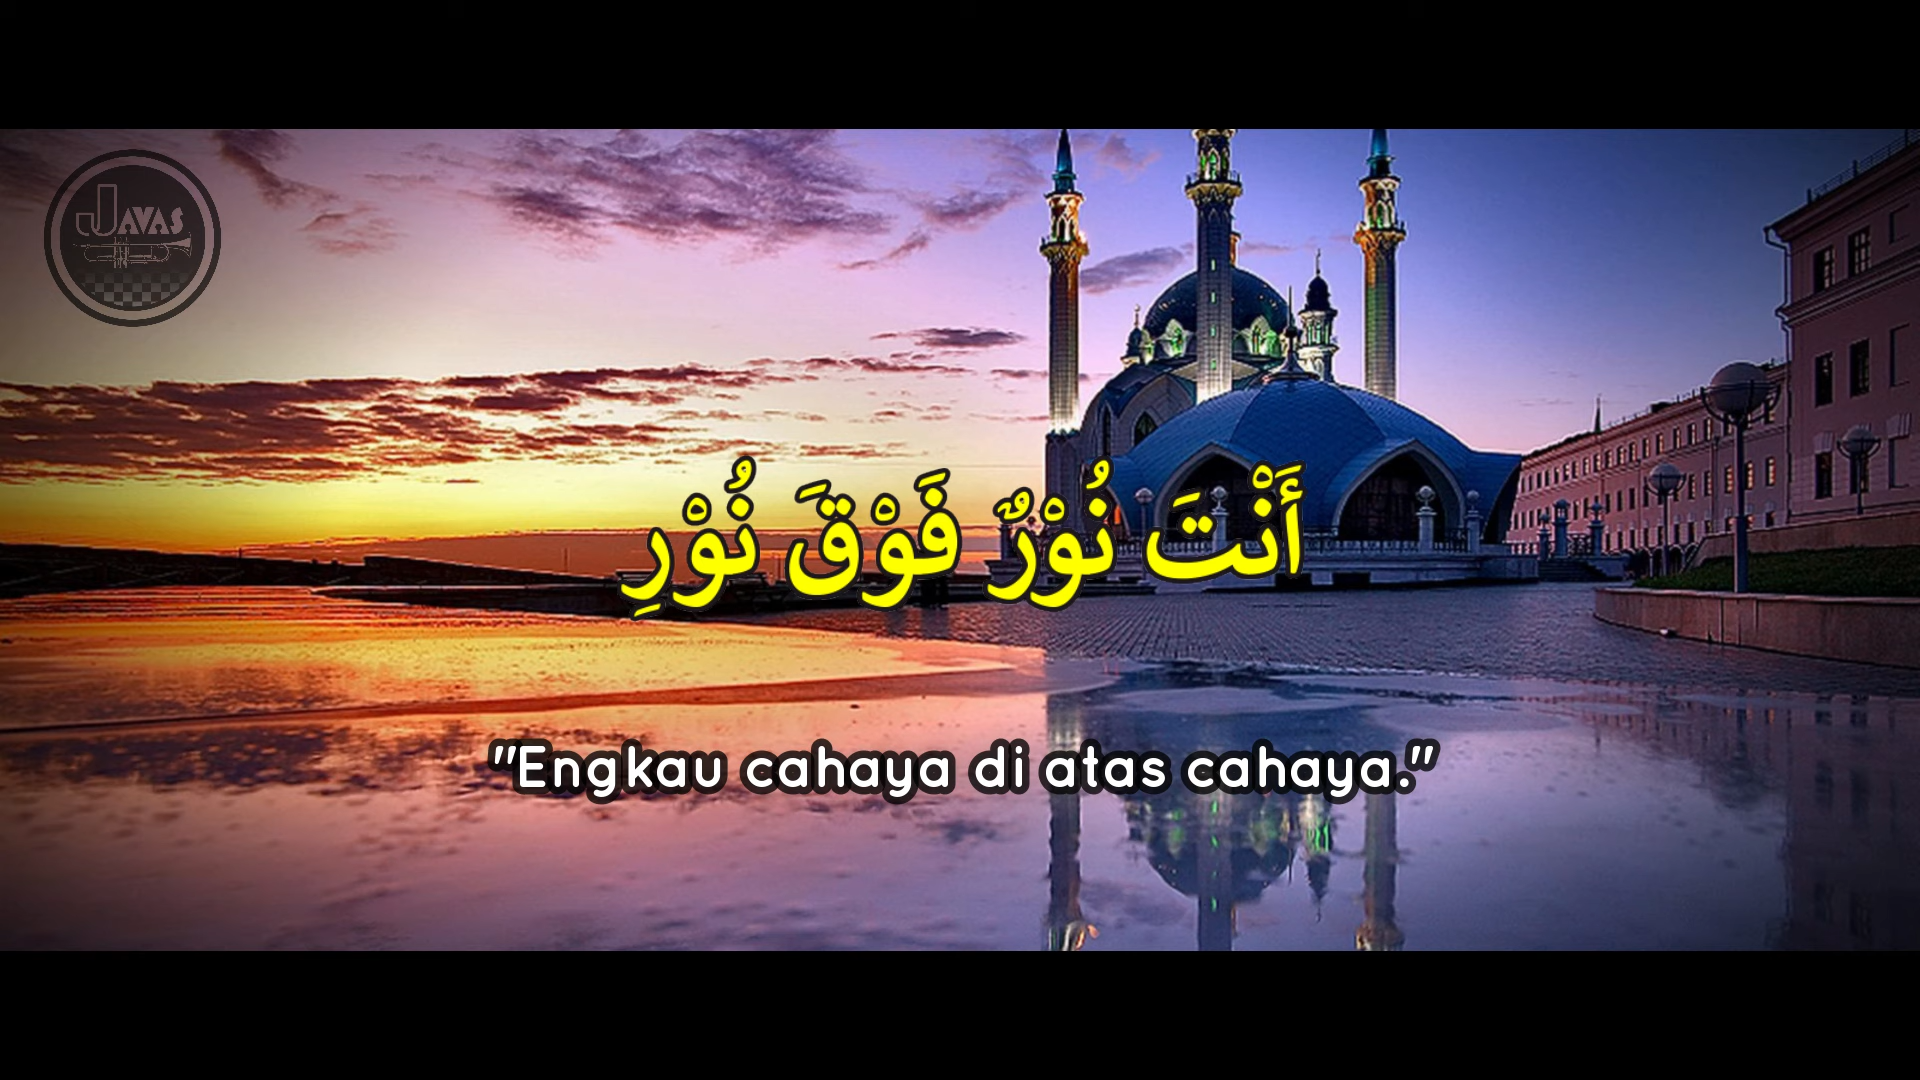 JAVAS
أَنْتَ نُوْرٌ فَوْقَ نُوْرِ
"Engkau cahaya di atas cahaya."